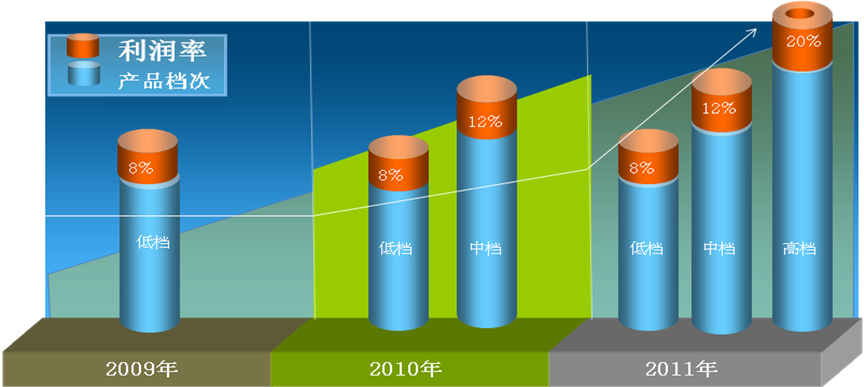 利润率
产品档次
8%
低档
8%
低档
12%
中档
8%
低档
12%
中档
20%
高档
2009年
2010年
2011年